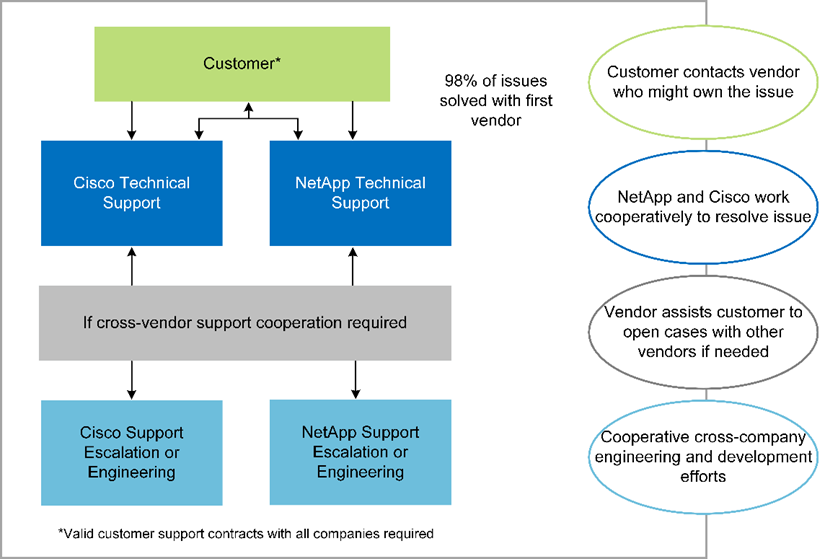 Customer*
98% of issues
solved with first
vendor
Cisco Technical
Support
NetApp Technical
Support
If cross-vendor support cooperation required
Cisco Support
Escalation or
Engineering
NetApp Support
Escalation or
Engineering
*Valid customer support contracts with all companies required
Customer contacts vendor
who might own the issue
NetApp and Cisco work
cooperatively to resolve issue
Vendor assists customer to
open cases with other
vendors if needed
Cooperative cross-company
engineering and development
efforts